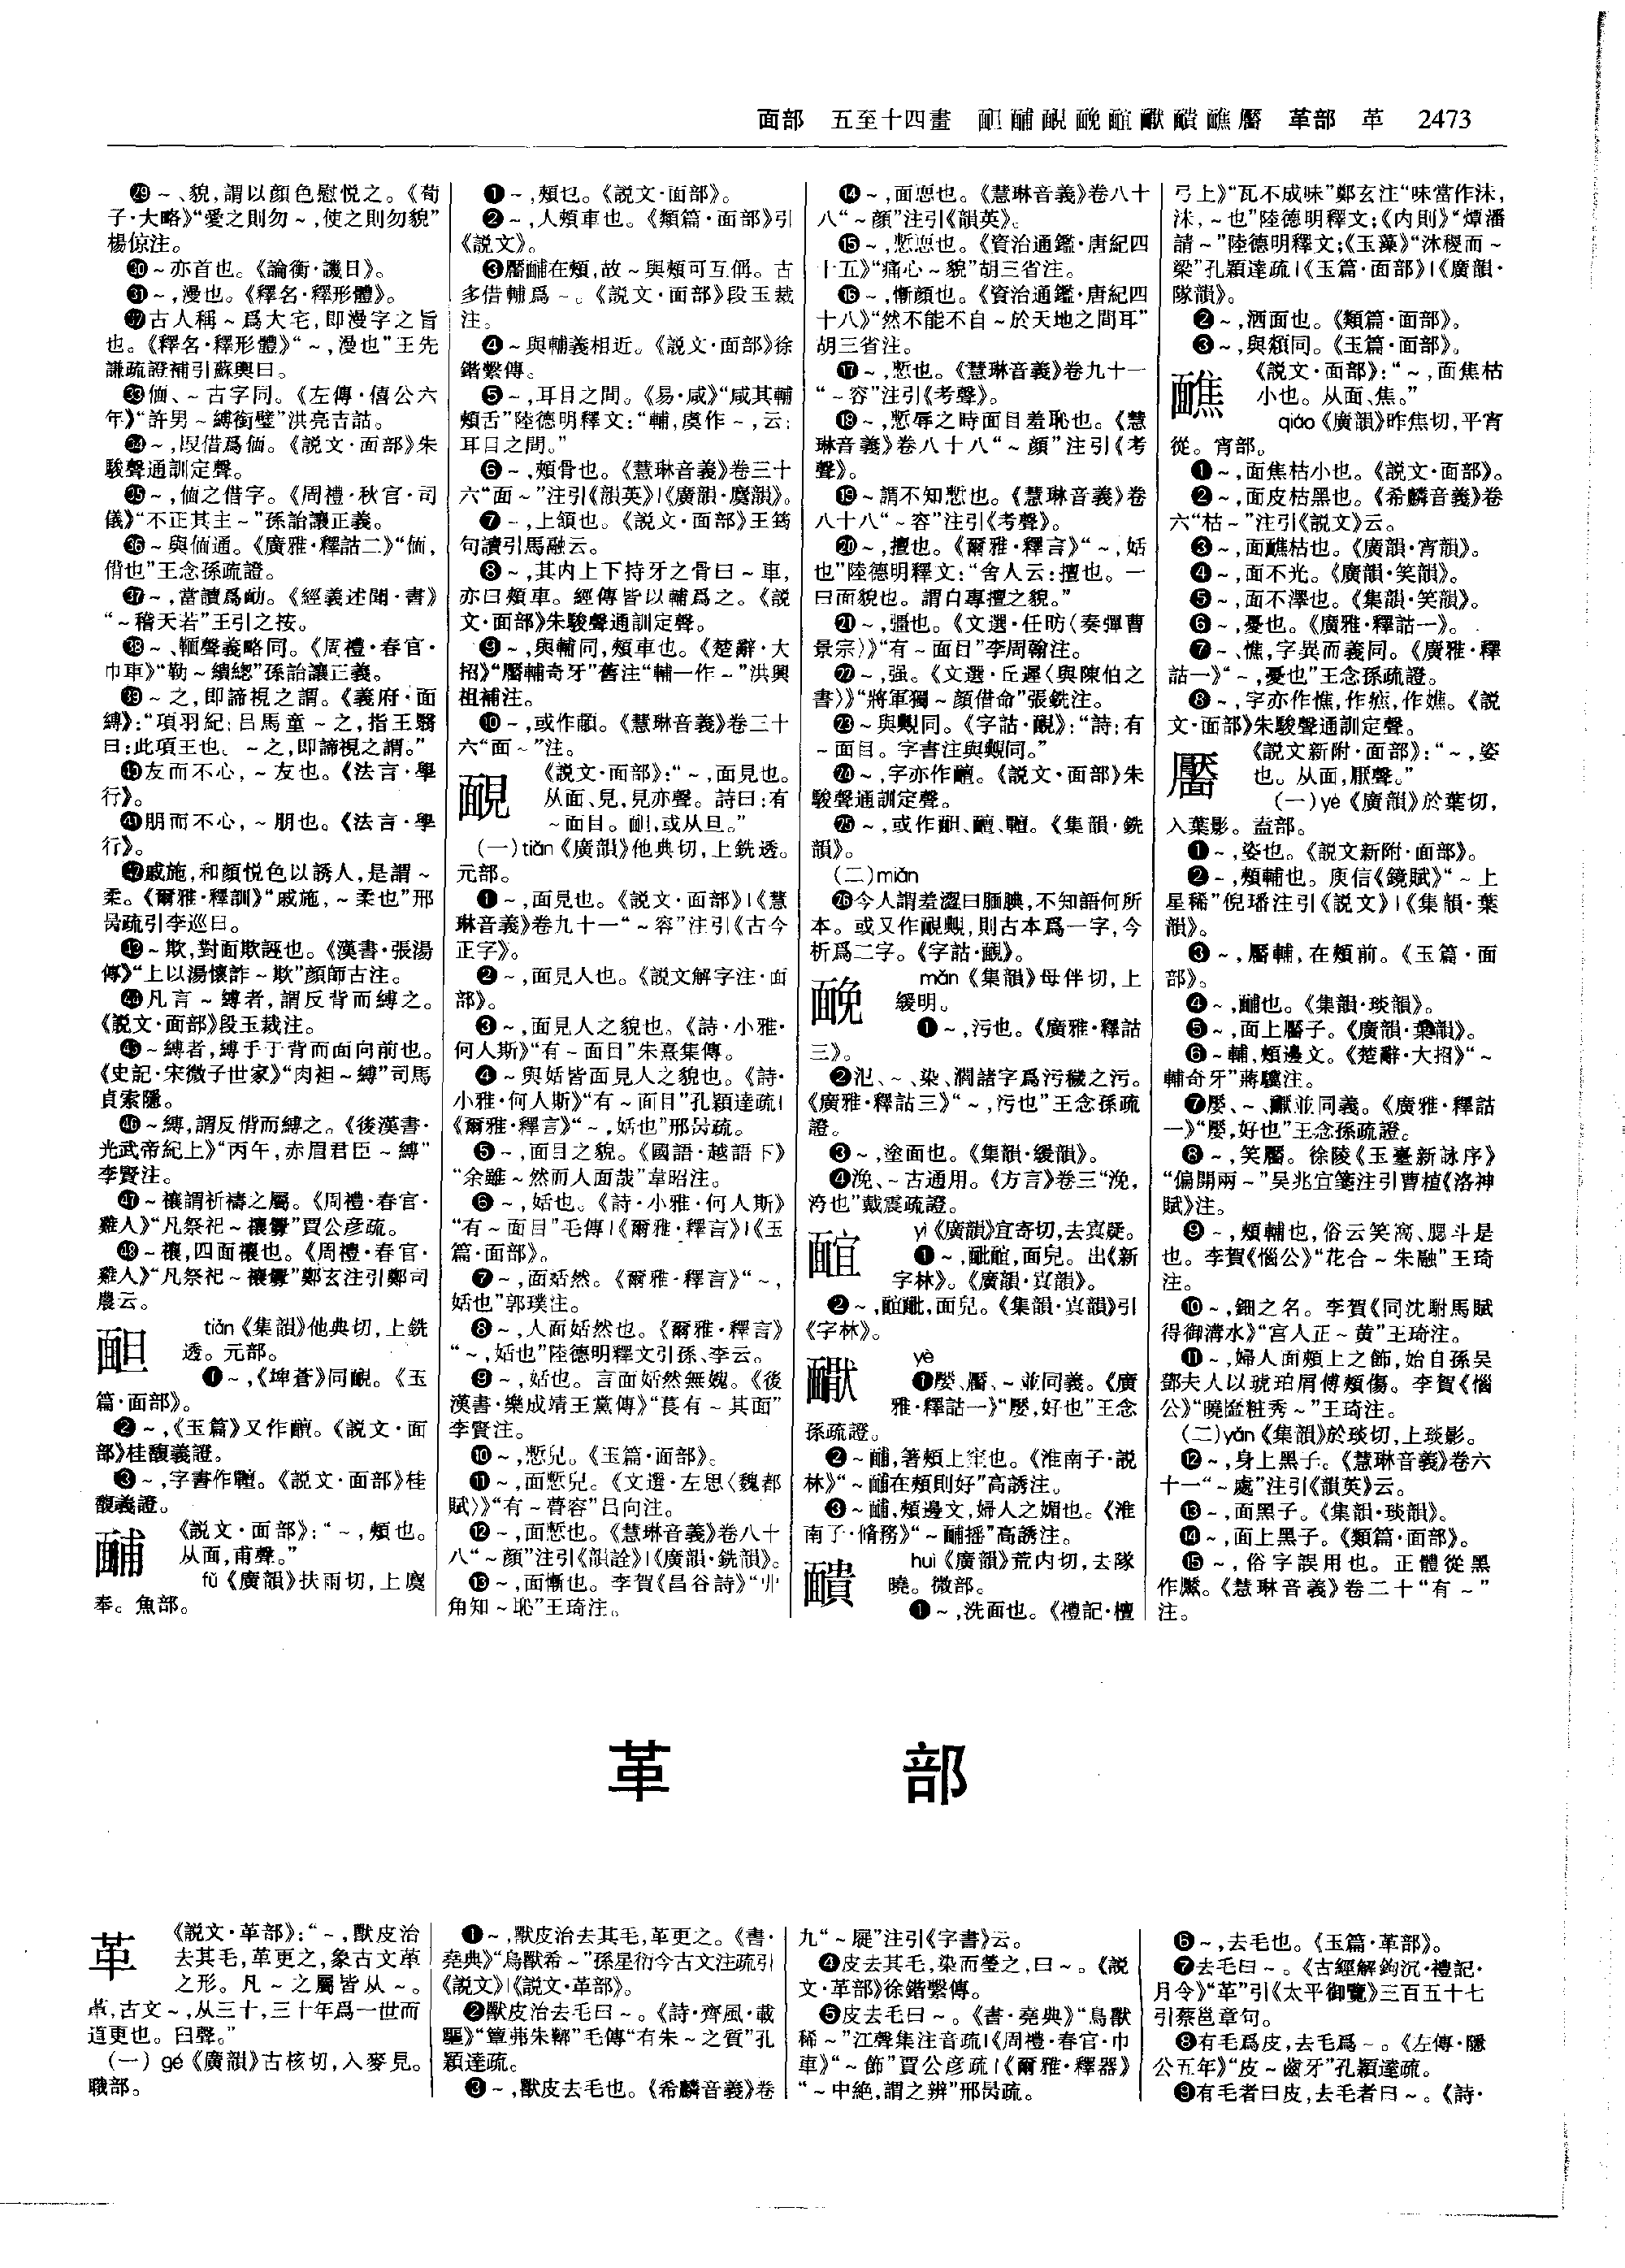 面部　五至十四畫　䩄䩉靦䩊䩋䩎䩈醮靨　革部　革　2473
㉙～、貌,謂以顏色慰悦之。《荀
子·大略》“愛之則勿～,使之則勿貌”
楊倞注。
㉚～亦首也。《論衡·譏日》。
㉛～,漫也。《釋名·釋形體》。
㉜古人稱～爲大宅,即漫字之旨
也。《釋名·釋形體》“～,漫也”王先
謙疏證補引蘇輿曰。
㉝偭、～古字同。《左傳·僖公六
年》“許男～縛銜璧”洪亮吉詁。
㉞～,叚借爲偭。《説文·面部》朱
駿聲通訓定聲。
㉟～,偭之借字。《周禮·秋官·司
儀》“不正其主～”孫詒讓正義。
㊱～與偭通。《廣雅·釋詁二》“偭,
偝也”王念孫疏證。
㊲～,當讀爲勔。《經義述聞·書》
“～稽天若”王引之按。
㊳～、緬聲義略同。《周禮·春官·
巾車》“勒～繢總”孫詒讓正義。
㊴～之,即諦視之謂。《義府·面
縛》:“項羽紀:吕馬童～之,指王翳
曰:此項王也。～之,即諦視之謂。”
㊵友而不心,～友也。《法言·學
行》。
㊶朋而不心,～朋也。《法言·學
行》。
㊷戚施,和顏悦色以誘人,是謂～
柔。《爾雅·釋訓》“戚施,～柔也”邢
昺疏引李巡曰。
㊸～欺,對面欺誣也。《漢書·張湯
傳》“上以湯懷詐～欺”顏師古注。
㊹凡言～縛者,謂反背而縛之。
《説文·面部》段玉裁注。
㊺～縛者,縛手于背而面向前也。
《史記·宋微子世家》“肉袒～縛”司馬
貞索隱。
㊻～縛,謂反偝而縛之。《後漢書·
光武帝紀上》“丙午,赤眉君臣～縛”
李賢注。
㊼～禳謂祈禱之屬。《周禮·春官·
雞人》“凡祭祀～禳釁”賈公彦疏。
㊽～禳,四面禳也。《周禮·春官·
雞人》“凡祭祀～禳釁”鄭玄注引鄭司
農云。
䩄
tiǎn《集韻》他典切,上銑
透。元部。
❶～,《埤蒼》同靦。《玉
篇·面部》。
❷～,《玉篇》又作䩤。《説文·面
部》桂馥義證。
❸～,字書作軆。《説文·面部》桂
馥義證。
䩉
《説文·面部》:“～,頰也。
从面,甫聲。”
fǔ《廣韻》扶雨切,上麌
奉。魚部。
❶～,頰也。《説文·面部》。
❷～,人頰車也。《類篇·面部》引
《説文》。
❸靨䩉在頰,故～與頰可互偁。古
多借輔爲～。《説文·面部》段玉裁
注。
❹～與輔義相近。《説文·面部》徐
鍇繫傳。
❺～,耳目之間。《易·咸》“咸其輔
頰舌”陸德明釋文:“輔,虞作～,云:
耳目之間。”
❻～,頰骨也。《慧琳音義》卷三十
六“面～”注引《韻英》|《廣韻·麌韻》。
❼～,上頷也。《説文·面部》王筠
句讀引馬融云。
❽～,其内上下持牙之骨曰～車,
亦曰頰車。經傳皆以輔爲之。《説
文·面部》朱駿聲通訓定聲。
❾～,與輔同,頰車也。《楚辭·大
招》“靨輔奇牙”舊注“輔一作～”洪興
祖補注。
❿～,或作顄。《慧琳音義》卷三十
六“面～”注。
靦
《説文·面部》:“～,面見也。
从面、見,見亦聲。詩曰:有
～面目。䩄,或从旦。”
(一)tiǎn《廣韻》他典切,上銑透。
元部。
❶～,面見也。《説文·面部》|《慧
琳音義》卷九十一“～容”注引《古今
正字》。
❷～,面見人也。《説文解字注·面
部》。
❸～,面見人之貌也。《詩·小雅·
何人斯》“有～面目”朱熹集傳。
❹～與姡皆面見人之貌也。《詩·
小雅·何人斯》“有～面目”孔穎達疏|
《爾雅·釋言》“～,姡也”邢昺疏。
❺～,面目之貌。《國語·越語下》
“余雖～然而人面哉”韋昭注。
❻～,姡也。《詩·小雅·何人斯》
“有～面目”毛傳|《爾雅·釋言》|《玉
篇·面部》。
❼～,面姡然。《爾雅·釋言》“～,
姡也”郭璞注。
❽～,人面姡然也。《爾雅·釋言》
“～,姡也”陸德明釋文引孫、李云。
❾～,姡也。言面姡然無媿。《後
漢書·樂成靖王黨傳》“萇有～其面”
李賢注。
❿～,慙皃。《玉篇·面部》。
⓫～,面慙皃。《文選·左思〈魏都
賦〉》“有～瞢容”吕向注。
⓬～,面慙也。《慧琳音義》卷八十
八“～顏”注引《韻詮》|《廣韻·銑韻》。
⓭～,面慚也。李賀《昌谷詩》“丱
角知～恥”王琦注。
⓮～,面恧也。《慧琳音義》卷八十
八“～顏”注引《韻英》。
⓯～,慙恧也。《資治通鑑·唐紀四
十五》“痛心～貌”胡三省注。
⓰～,慚顏也。《資治通鑑·唐紀四
十八》“然不能不自～於天地之間耳”
胡三省注。
⓱～,慙也。《慧琳音義》卷九十一
“～容”注引《考聲》。
⓲～,慙辱之時面目羞恥也。《慧
琳音義》卷八十八“～顏”注引《考
聲》。
⓳～謂不知慙也。《慧琳音義》卷
八十八“～容”注引《考聲》。
⓴～,擅也。《爾雅·釋言》“～,姡
也”陸德明釋文:“舍人云:擅也。一
曰面貌也。謂自專擅之貌。”
㉑～,彊也。《文選·任昉〈奏彈曹
景宗〉》“有～面目”李周翰注。
㉒～,强。《文選·丘遲〈與陳伯之
書〉》“將軍獨～顏借命”張銑注。
㉓～與䩄同。《字詁·靦》:“詩:有
～面目。字書注與䩄同。”
㉔～,字亦作䩤。《説文·面部》朱
駿聲通訓定聲。
㉕～,或作䩄、䩤、䩥。《集韻·銑
韻》。
(二)miǎn
㉖今人謂羞澀曰腼腆,不知語何所
本。或又作靦䩄,則古本爲一字,今
析爲二字。《字詁·靦》。
䩊
mǎn《集韻》母伴切,上
緩明。
❶～,污也。《廣雅·釋詁
三》。
❷氾、～、染、濶諸字爲污穢之污。
《廣雅·釋詁三》“～,污也”王念孫疏
證。
❸～,塗面也。《集韻·緩韻》。
❹浼、～古通用。《方言》卷三“浼,
洿也”戴震疏證。
yì《廣韻》宜寄切,去寘疑。
❶～,䩋,面皃。出《新
字林》。《廣韻·寘韻》。
《字林》。
yè
❶嬮、靨、～並同義。《廣
雅·釋詁一》“嬮,好也”王念
孫疏證。
❷～䩉,著頰上窐也。《淮南子·説
林》“～䩉在頰則好”高誘注。
❸～䩉,頰邊文,婦人之媚也。《淮
南子·脩務》“～䩉摇”高誘注。
huì《廣韻》荒内切,去隊
曉。微部。
❶～,洗面也。《禮記·檀
弓上》“瓦不成味”鄭玄注“味當作沬,
沬,～也”陸德明釋文;《内則》“燂潘
請～”陸德明釋文;《玉藻》“沐稷而～
粱”孔穎達疏|《玉篇·面部》|《廣韻·
隊韻》。
❷～,洒面也。《類篇·面部》。
❸～,與頮同。《玉篇·面部》。
《説文·面部》:“～,面焦枯
小也。从面、焦。”
qiáo《廣韻》昨焦切,平宵
從。宵部。
❶～,面焦枯小也。《説文·面部》。
❷～,面皮枯黑也。《希麟音義》卷
六“枯～”注引《説文》云。
❸～,面䩌枯也。《廣韻·宵韻》。
❹～,面不光。《廣韻·笑韻》。
❺～,面不澤也。《集韻·笑韻》。
❻～,憂也。《廣雅·釋詁一》。
❼～、憔,字異而義同。《廣雅·釋
詁一》“～,憂也”王念孫疏證。
❽～,字亦作憔,作㷅,作嫶。《説
文·面部》朱駿聲通訓定聲。
靨
《説文新附·面部》:“～,姿
也。从面,厭聲。”
(一)yè《廣韻》於葉切,
入葉影。盍部。
❶～,姿也。《説文新附·面部》。
❷～,頰輔也。庾信《鏡賦》“～上
星稀”倪璠注引《説文》|《集韻·葉
韻》。
❸～,靨輔,在頰前。《玉篇·面
部》。
❹～,䩉也。《集韻·琰韻》。
❺～,面上靨子。《廣韻·葉韻》。
❻～輔,頰邊文。《楚辭·大招》“～
輔奇牙”蔣驥注。
❼嬮、～、䩎並同義。《廣雅·釋詁
一》“嬮,好也”王念孫疏證。
❽～,笑靨。徐陵《玉臺新詠序》
“偏開兩～”吴兆宜箋注引曹植《洛神
賦》注。
❾～,頰輔也,俗云笑窩、腮斗是
也。李賀《惱公》“花合～朱融”王琦
注。
❿～,鈿之名。李賀《同沈駙馬賦
得御溝水》“宫人正～黄”王琦注。
⓫～,婦人面頰上之飾,始自孫吴
鄧夫人以琥珀屑傅頰傷。李賀《惱
公》“曉奩粧秀～”王琦注。
(二)yǎn《集韻》於琰切,上琰影。
⓬～,身上黑子。《慧琳音義》卷六
十一“～處”注引《韻英》云。
⓭～,面黑子。《集韻·琰韻》。
⓮～,面上黑子。《類篇·面部》。
⓯～,俗字誤用也。正體從黑
作黶。《慧琳音義》卷二十“有～”
注。
革　部
革
《説文·革部》:“～,獸皮治
去其毛,革更之,象古文革
之形。凡～之屬皆从～。
𠦶,古文～,从三十,三十年爲一世而
道更也。𦥑聲。”
(一)gé《廣韻》古核切,入麥見。
職部。
❶～,獸皮治去其毛,革更之。《書·
堯典》“鳥獸希～”孫星衍今古文注疏引
《説文》|《説文·革部》。
❷獸皮治去毛曰～。《詩·齊風·載
驅》“簟茀朱鞹”毛傳“有朱～之質”孔
穎達疏。
❸～,獸皮去毛也。《希麟音義》卷
九“～屣”注引《字書》云。
❹皮去其毛,染而瑩之,曰～。《説
文·革部》徐鍇繫傳。
❺皮去毛曰～。《書·堯典》“鳥獸
稀～”江聲集注音疏|《周禮·春官·巾
車》“～飾”賈公彦疏|《爾雅·釋器》
“～中絶,謂之辨”邢昺疏。
❻～,去毛也。《玉篇·革部》。
❼去毛曰～。《古經解鉤沉·禮記·
月令》“革”引《太平御覽》三百五十七
引蔡邕章句。
❽有毛爲皮,去毛爲～。《左傳·隱
公五年》“皮～齒牙”孔穎達疏。
❾有毛者曰皮,去毛者曰～。《詩·